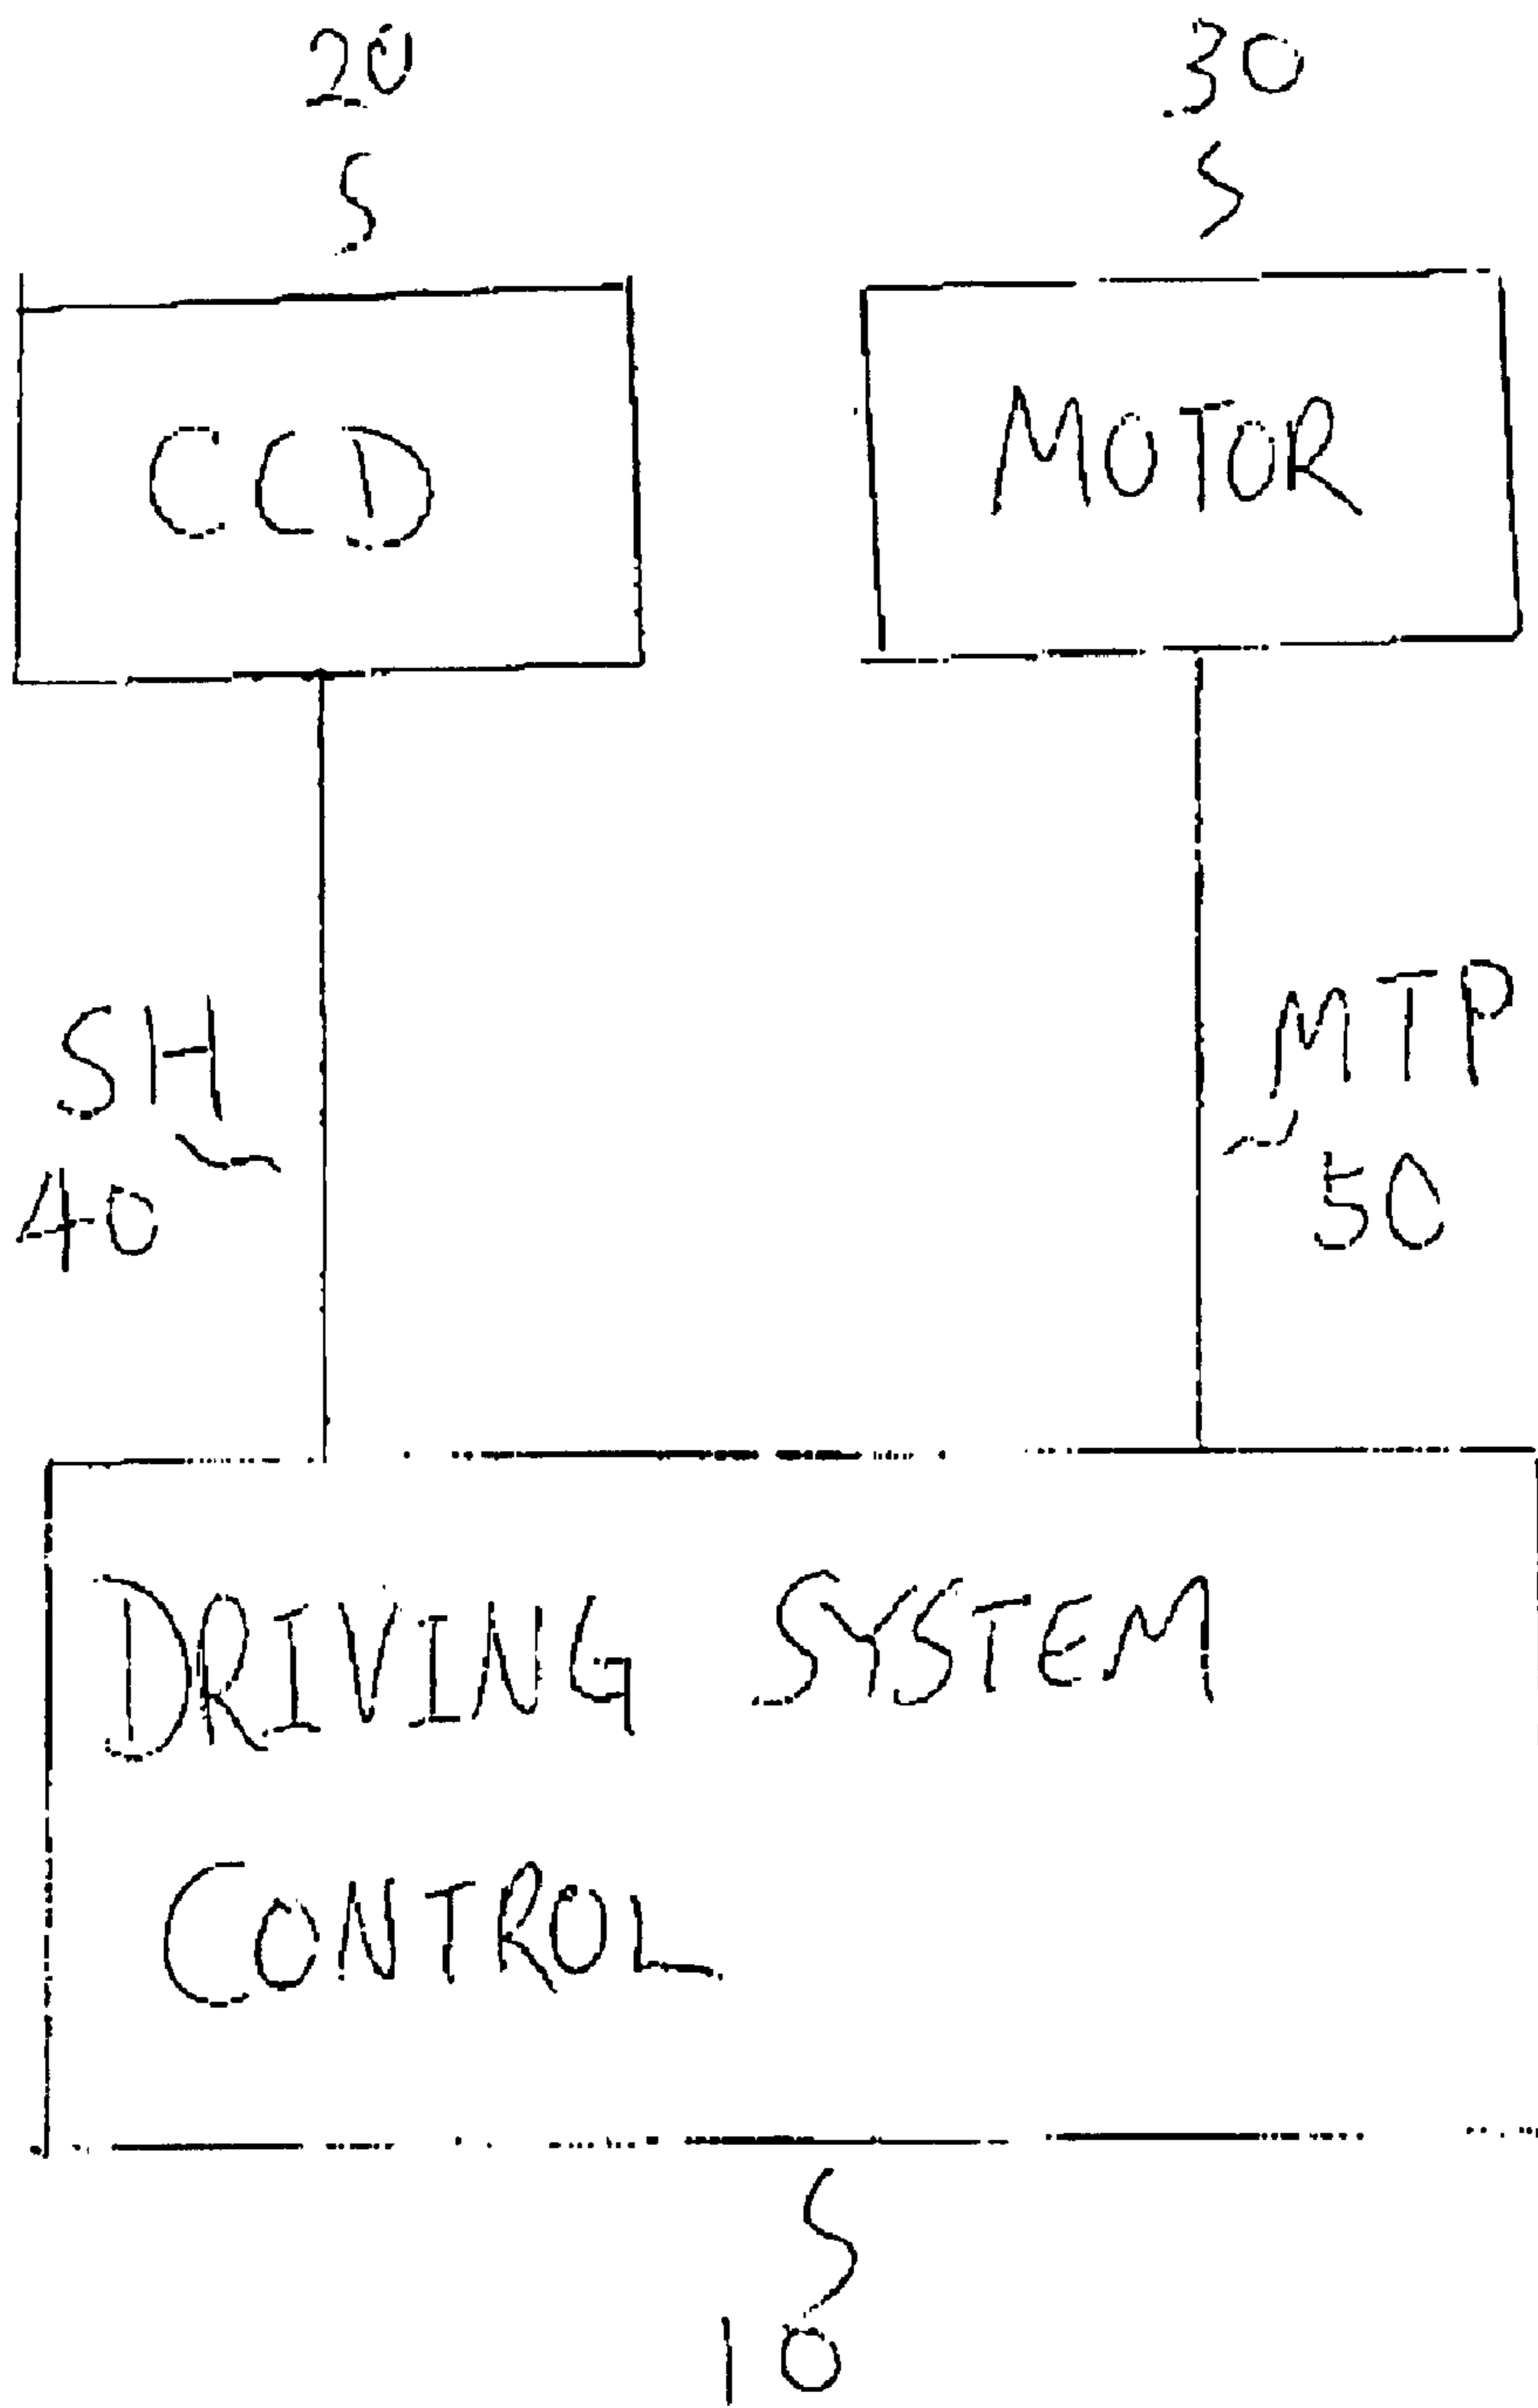 20
30
CCD
MOTOR
SH
40
MTP
50
DRIVING SYSTEM
CONTROL
10